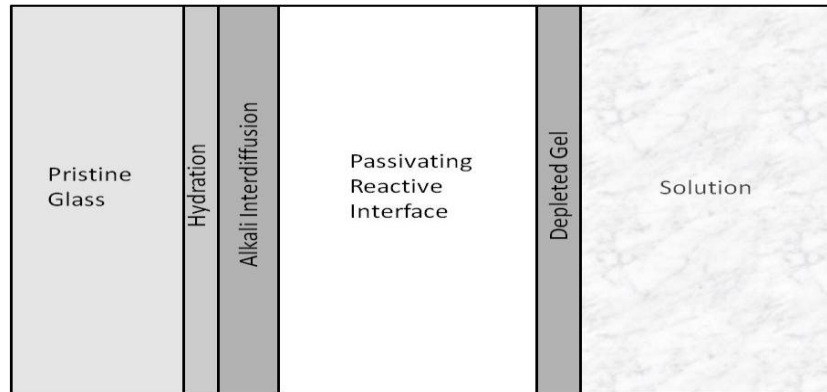 Pristine
Glass
Hydration
Alkali Interdiffusion
Passivating
Reactive
Interface
Depleted Gel
Solution